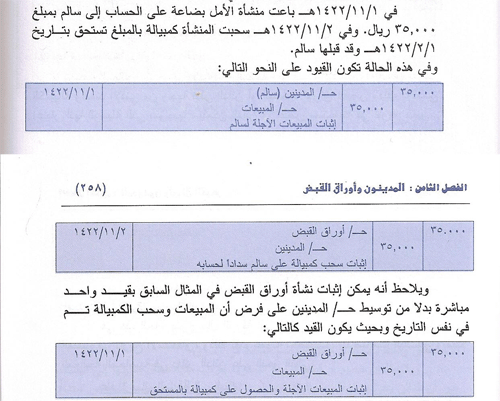 في ١٤٢٢/١١/١هـ باعت منشأة الأمل بضاعة على الحساب إلى سالم بمبلغ
٣٥,٠٠٠ ريال. وفي ١٤٢٢/١١/٢هـ سحبت المنشأة كمبيالة بالمبلغ تستحق بتاريخ
١٤٢٢/٢/١هـ وقد قبلها سالم.
وفي هذه الحالة تكون القيود على النحو التالي:
٣٥,٠٠٠ حـ/ المدينين (سالم) ١٤٢٢/١١/١
٣٥,٠٠٠ حـ/ المبيعات
إثبات المبيعات الآجلة لسالم
الفصل الثامن : المدينون وأوراق القبض (٢٥٨)
٣٥,٠٠٠ حـ/ أوراق القبض ١٤٢٢/١١/٢
٣٥,٠٠٠ حـ/ المدينين
إثبات سحب كمبيالة على سالم سداداً لحسابه
ويلاحظ أنه يمكن إثبات نشأة أوراق القبض في المثال السابق بقيد واحد
مباشرة بدلا من توسيط حـ/ المدينين على فرض أن المبيعات وسحب الكمبيالة تم
في نفس التاريخ وبحيث يكون القيد كالتالي:
٣٥,٠٠٠ حـ/ أوراق القبض ١٤٢٢/١١/١
٣٥,٠٠٠ حـ/ المبيعات
إثبات المبيعات الآجلة والحصول على كمبيالة بالمستحق